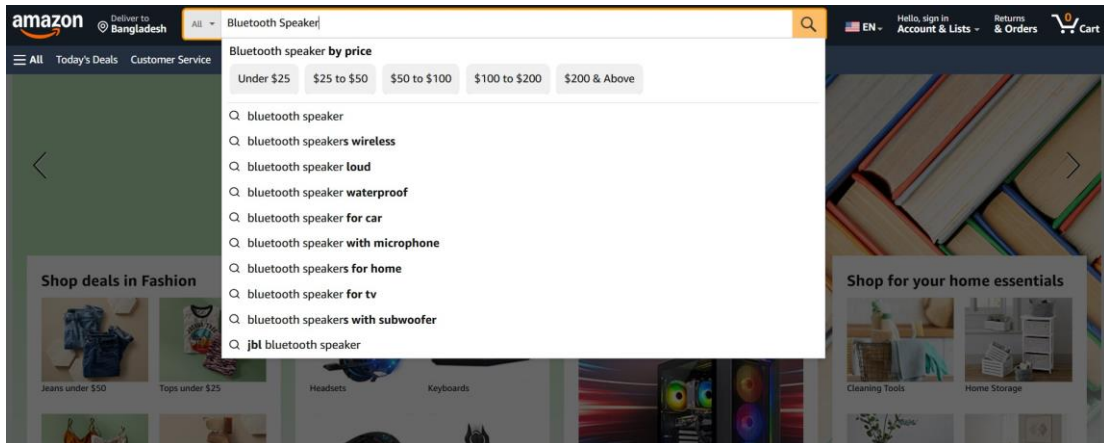 amazon
Deliver to
Bangladesh
All
Bluetooth Speaker
EN
Hello, sign in
Account & Lists
Returns
& Orders
0
Cart
All
Today's Deals
Customer Service
Bluetooth speaker by price
Under $25
$25 to $50
$50 to $100
$100 to $200
$200 & Above
bluetooth speaker
bluetooth speakers wireless
bluetooth speaker loud
bluetooth speaker waterproof
bluetooth speaker for car
bluetooth speaker with microphone
bluetooth speakers for home
bluetooth speaker for tv
bluetooth speakers with subwoofer
jbl bluetooth speaker
Shop deals in Fashion
Jeans under $50
Tops under $25
Headsets
Keyboards
Shop for your home essentials
Cleaning Tools
Home Storage